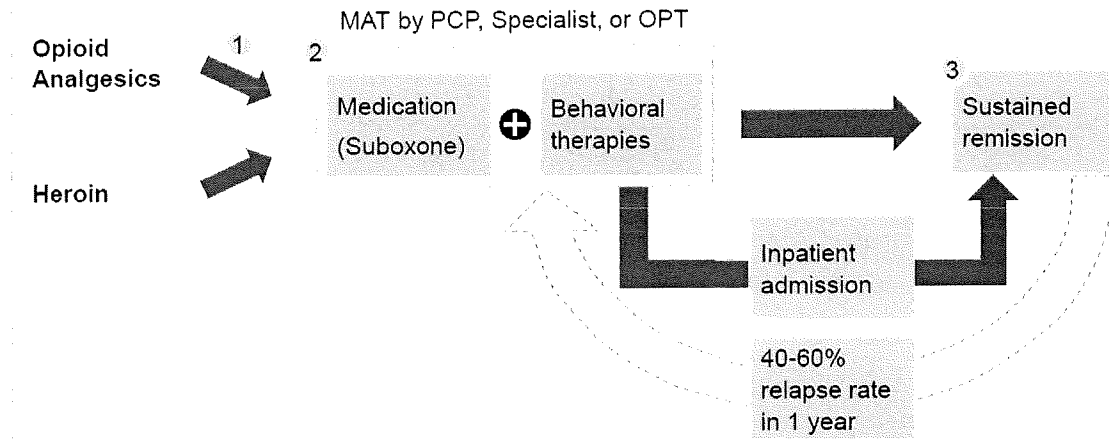 MAT by PCP, Specialist, or OPT
Opioid
Analgesics
1
2
Medication
(Suboxone)
Behavioral
therapies
3
Sustained
remission
Heroin
Inpatient
admission
40-60%
relapse rate
in 1 year